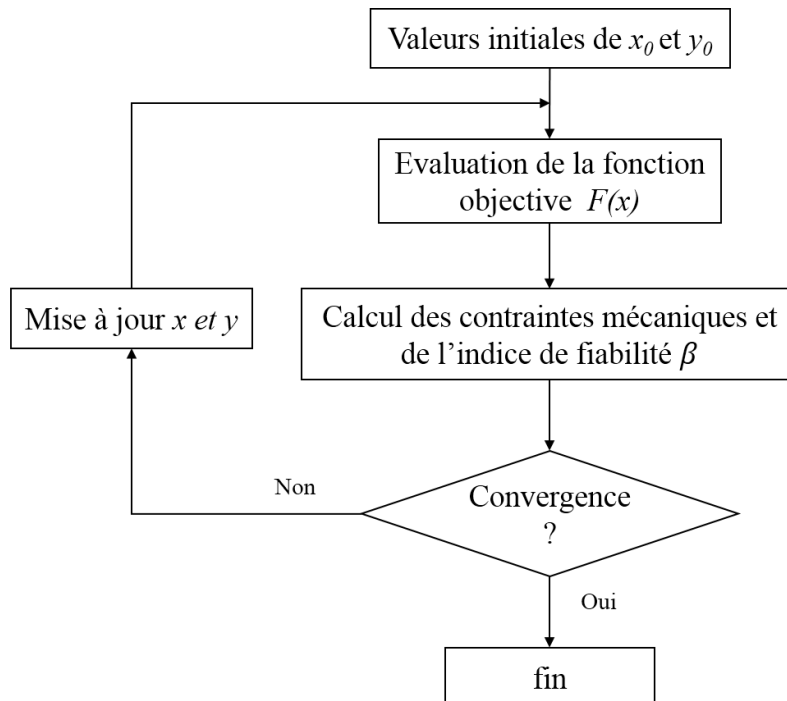 Valeurs initiales de x₀ et y₀
Evaluation de la fonction
objective F(x)
Mise à jour x et y
Calcul des contraintes mécaniques et
de l'indice de fiabilité β
Non
Convergence
?
Oui
fin